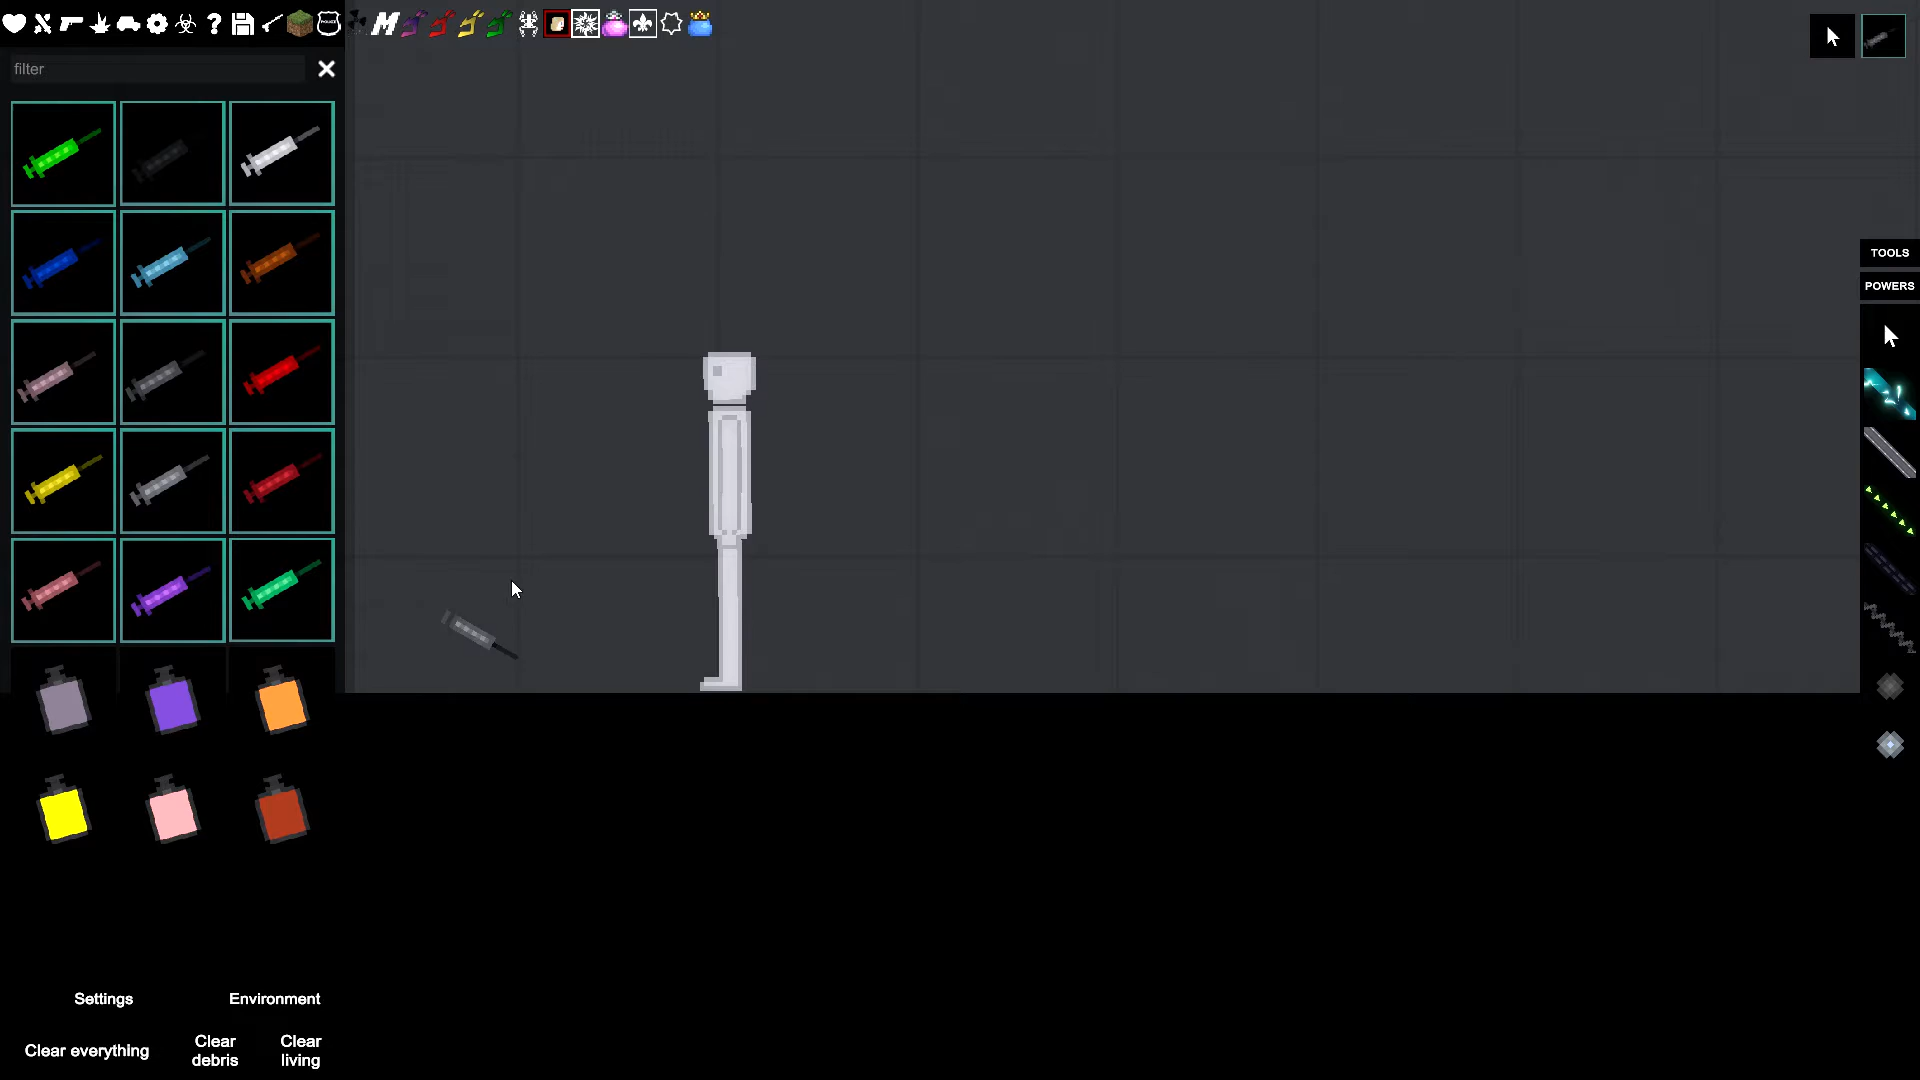 filter
TOOLS
POWERS
Settings
Environment
Clear everything
Clear
debris
Clear
living